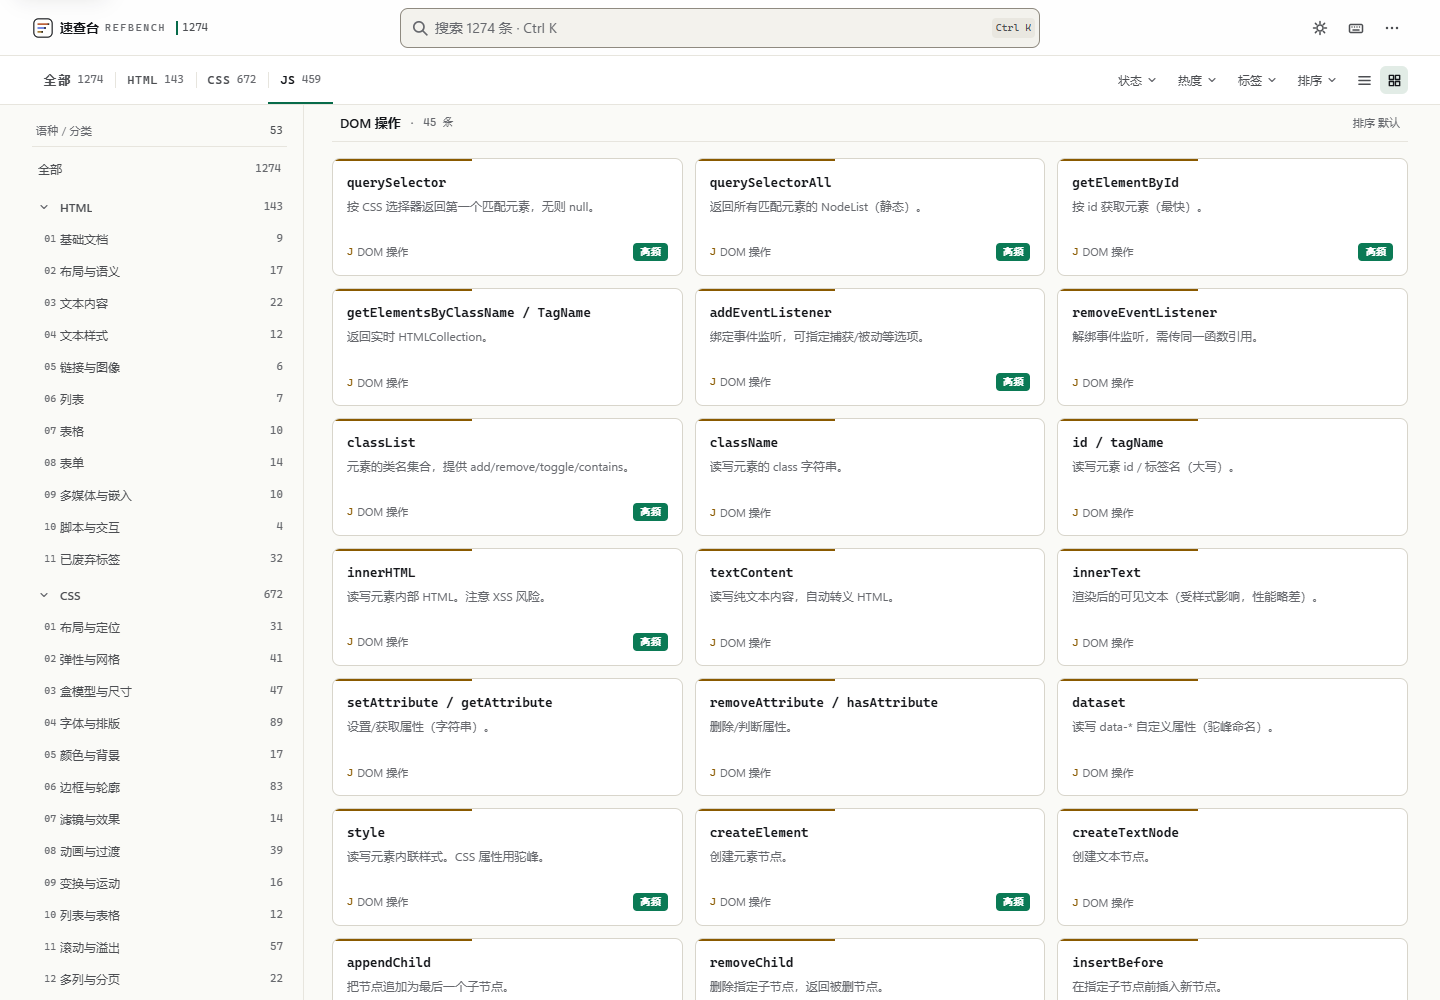 速查台 REFBENCH 1274
搜索 1274 条 · Ctrl K
Ctrl K
全部 1274
HTML 143
CSS 672
JS 459
状态
热度
标签
排序
语种 / 分类 53
全部 1274
HTML 143
01 基础文档 9
02 布局与语义 17
03 文本内容 22
04 文本样式 12
05 链接与图像 6
06 列表 7
07 表格 10
08 表单 14
09 多媒体与嵌入 10
10 脚本与交互 4
11 已废弃标签 32
CSS 672
01 布局与定位 31
02 弹性与网格 41
03 盒模型与尺寸 47
04 字体与排版 89
05 颜色与背景 17
06 边框与轮廓 83
07 滤镜与效果 14
08 动画与过渡 39
09 变换与运动 16
10 列表与表格 12
11 滚动与溢出 57
12 多列与分页 22
DOM 操作 · 45 条
排序 默认
querySelector
按 CSS 选择器返回第一个匹配元素，无则 null。
J DOM 操作 高频
querySelectorAll
返回所有匹配元素的 NodeList（静态）。
J DOM 操作 高频
getElementById
按 id 获取元素（最快）。
J DOM 操作 高频
getElementsByClassName / TagName
返回实时 HTMLCollection。
J DOM 操作
addEventListener
绑定事件监听，可指定捕获/被动等选项。
J DOM 操作 高频
removeEventListener
解绑事件监听，需传同一函数引用。
J DOM 操作
classList
元素的类名集合，提供 add/remove/toggle/contains。
J DOM 操作 高频
className
读写元素的 class 字符串。
J DOM 操作
id / tagName
读写元素 id / 标签名（大写）。
J DOM 操作
innerHTML
读写元素内部 HTML。注意 XSS 风险。
J DOM 操作 高频
textContent
读写纯文本内容，自动转义 HTML。
J DOM 操作
innerText
渲染后的可见文本（受样式影响，性能略差）。
J DOM 操作
setAttribute / getAttribute
设置/获取属性（字符串）。
J DOM 操作
removeAttribute / hasAttribute
删除/判断属性。
J DOM 操作
dataset
读写 data-* 自定义属性（驼峰命名）。
J DOM 操作
style
读写元素内联样式。CSS 属性用驼峰。
J DOM 操作 高频
createElement
创建元素节点。
J DOM 操作 高频
createTextNode
创建文本节点。
J DOM 操作
appendChild
把节点追加为最后一个子节点。
removeChild
删除指定子节点，返回被删节点。
insertBefore
在指定子节点前插入新节点。